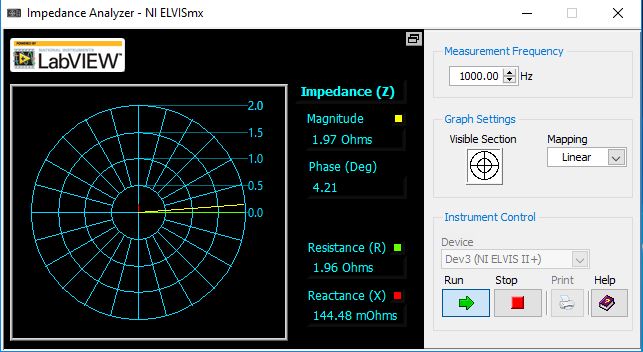 Impedance Analyzer - NI ELVISmx
POWERED BY
NATIONAL INSTRUMENTS
LabVIEW
2.0
1.5
1.0
0.5
0.0
Impedance (Z)
Magnitude
1.97 Ohms
Phase (Deg)
4.21
Resistance (R)
1.96 Ohms
Reactance (X)
144.48 mOhms
Measurement Frequency
1000.00 Hz
Graph Settings
Visible Section
Mapping
Linear
Instrument Control
Device
Dev3 (NI ELVIS II+)
Run Stop Print Help